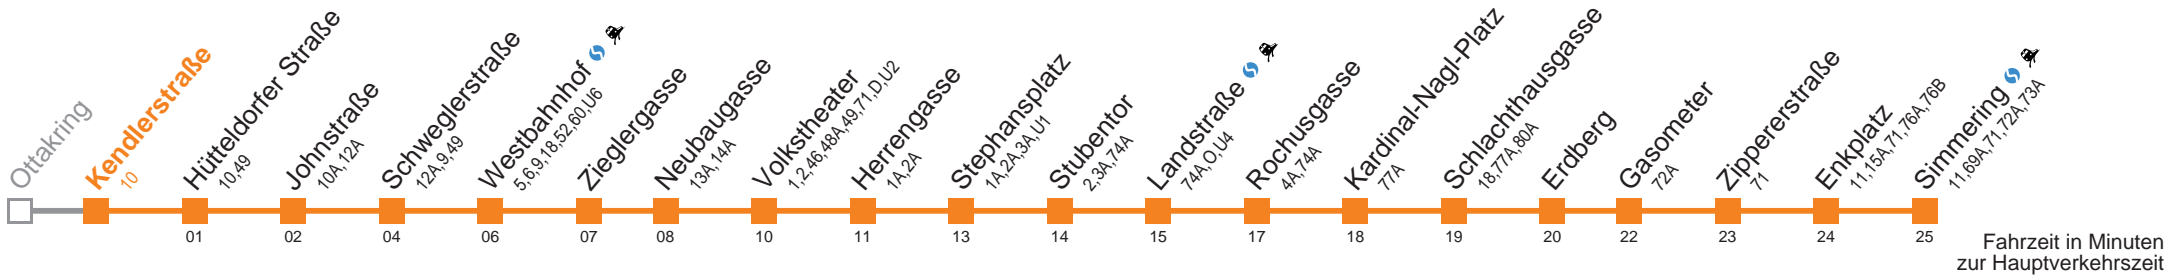 Ottakring
Kendlerstraße
10
Hütteldorfer Straße
10,49
Johnstraße
10A,12A
Schweglerstraße
12A,9,49
Westbahnhof
5,6,9,18,52,60,U6
Zieglergasse
Neubaugasse
13A,14A
Volkstheater
1,2,46,48A,49,71,D,U2
Herrengasse
1A,2A
Stephansplatz
1A,2A,3A,U1
Stubentor
2,3A,74A
Landstraße
74A,O,U4
Rochusgasse
4A,74A
Kardinal-Nagl-Platz
77A
Schlachthausgasse
18,77A,80A
Erdberg
Gasometer
72A
Zippererstraße
71
Enkplatz
11,15A,71,76A,76B
Simmering
11,69A,71,72A,73A
01 02 04 06 07 08 10 11 13 14 15 17 18 19 20 22 23 24 25
Fahrzeit in Minuten
zur Hauptverkehrszeit